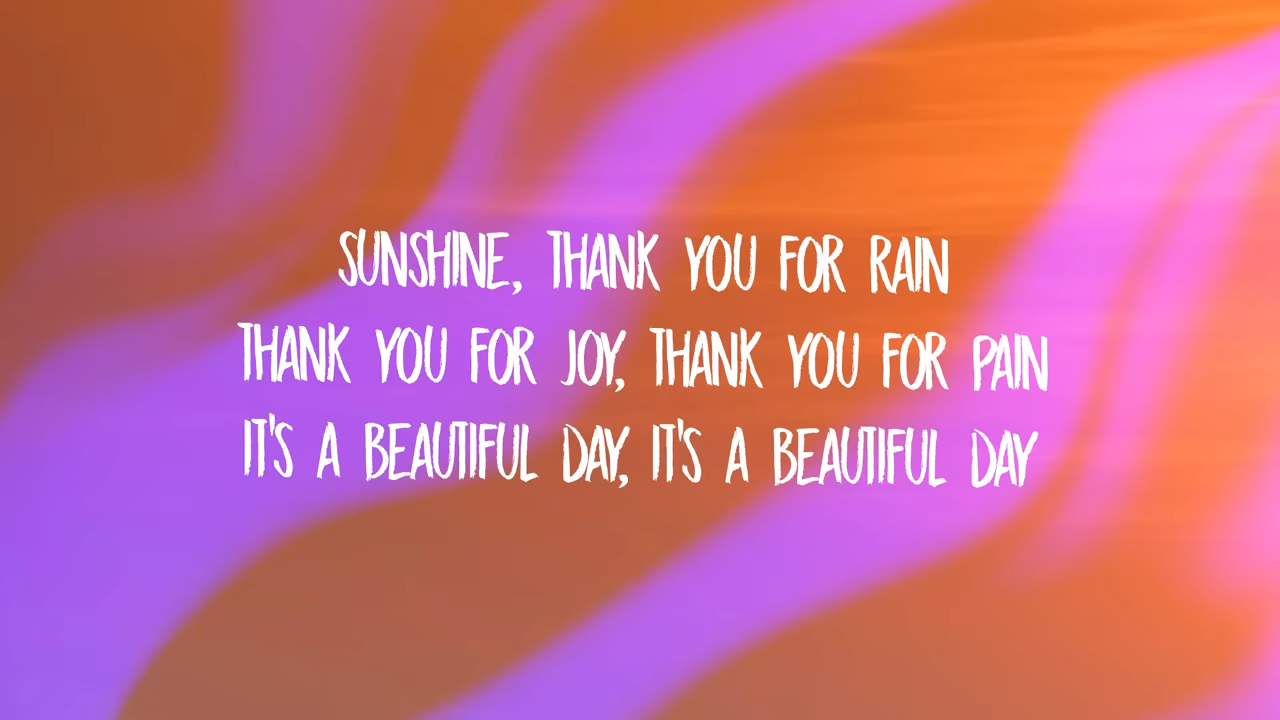 SUNSHINE, THANK YOU FOR RAIN
THANK YOU FOR JOY, THANK YOU FOR PAIN
IT'S A BEAUTIFUL DAY, IT'S A BEAUTIFUL DAY